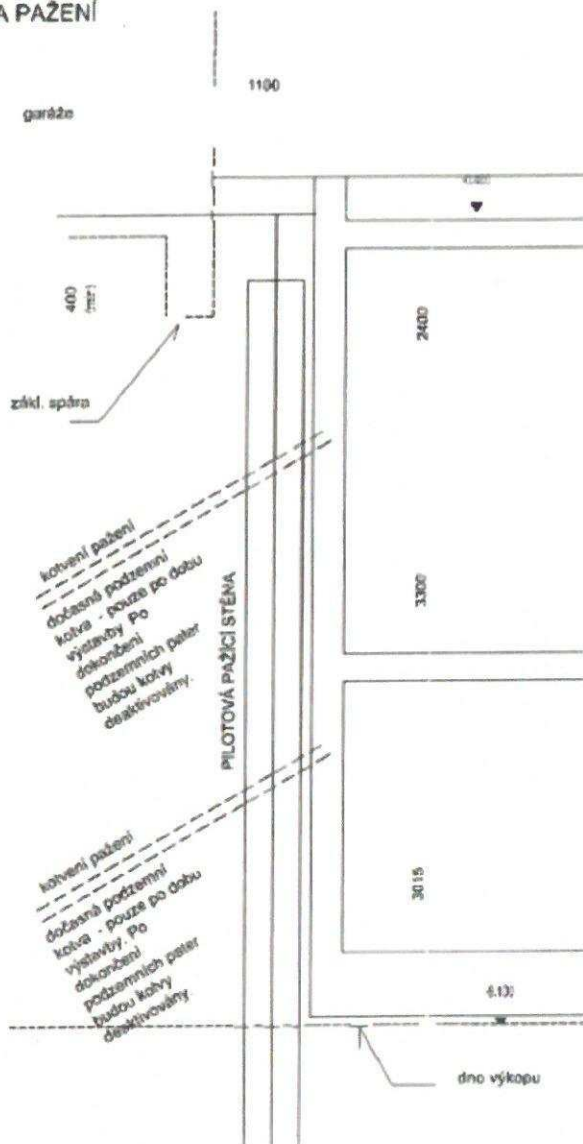 A PAŽENÍ
1100
garáže
400
2400
zákl. spára
kotvení pažení
dočasná podzemní
kotva - pouze po dobu
výstavby. Po
dokončení
podzemních pater
budou kotvy
deaktivovány.
3300
PILOTOVÁ PAŽÍCÍ STĚNA
kotvení pažení
dočasná podzemní
kotva - pouze po dobu
výstavby. Po
dokončení
podzemních pater
budou kotvy
deaktivovány.
3015
dno výkopu